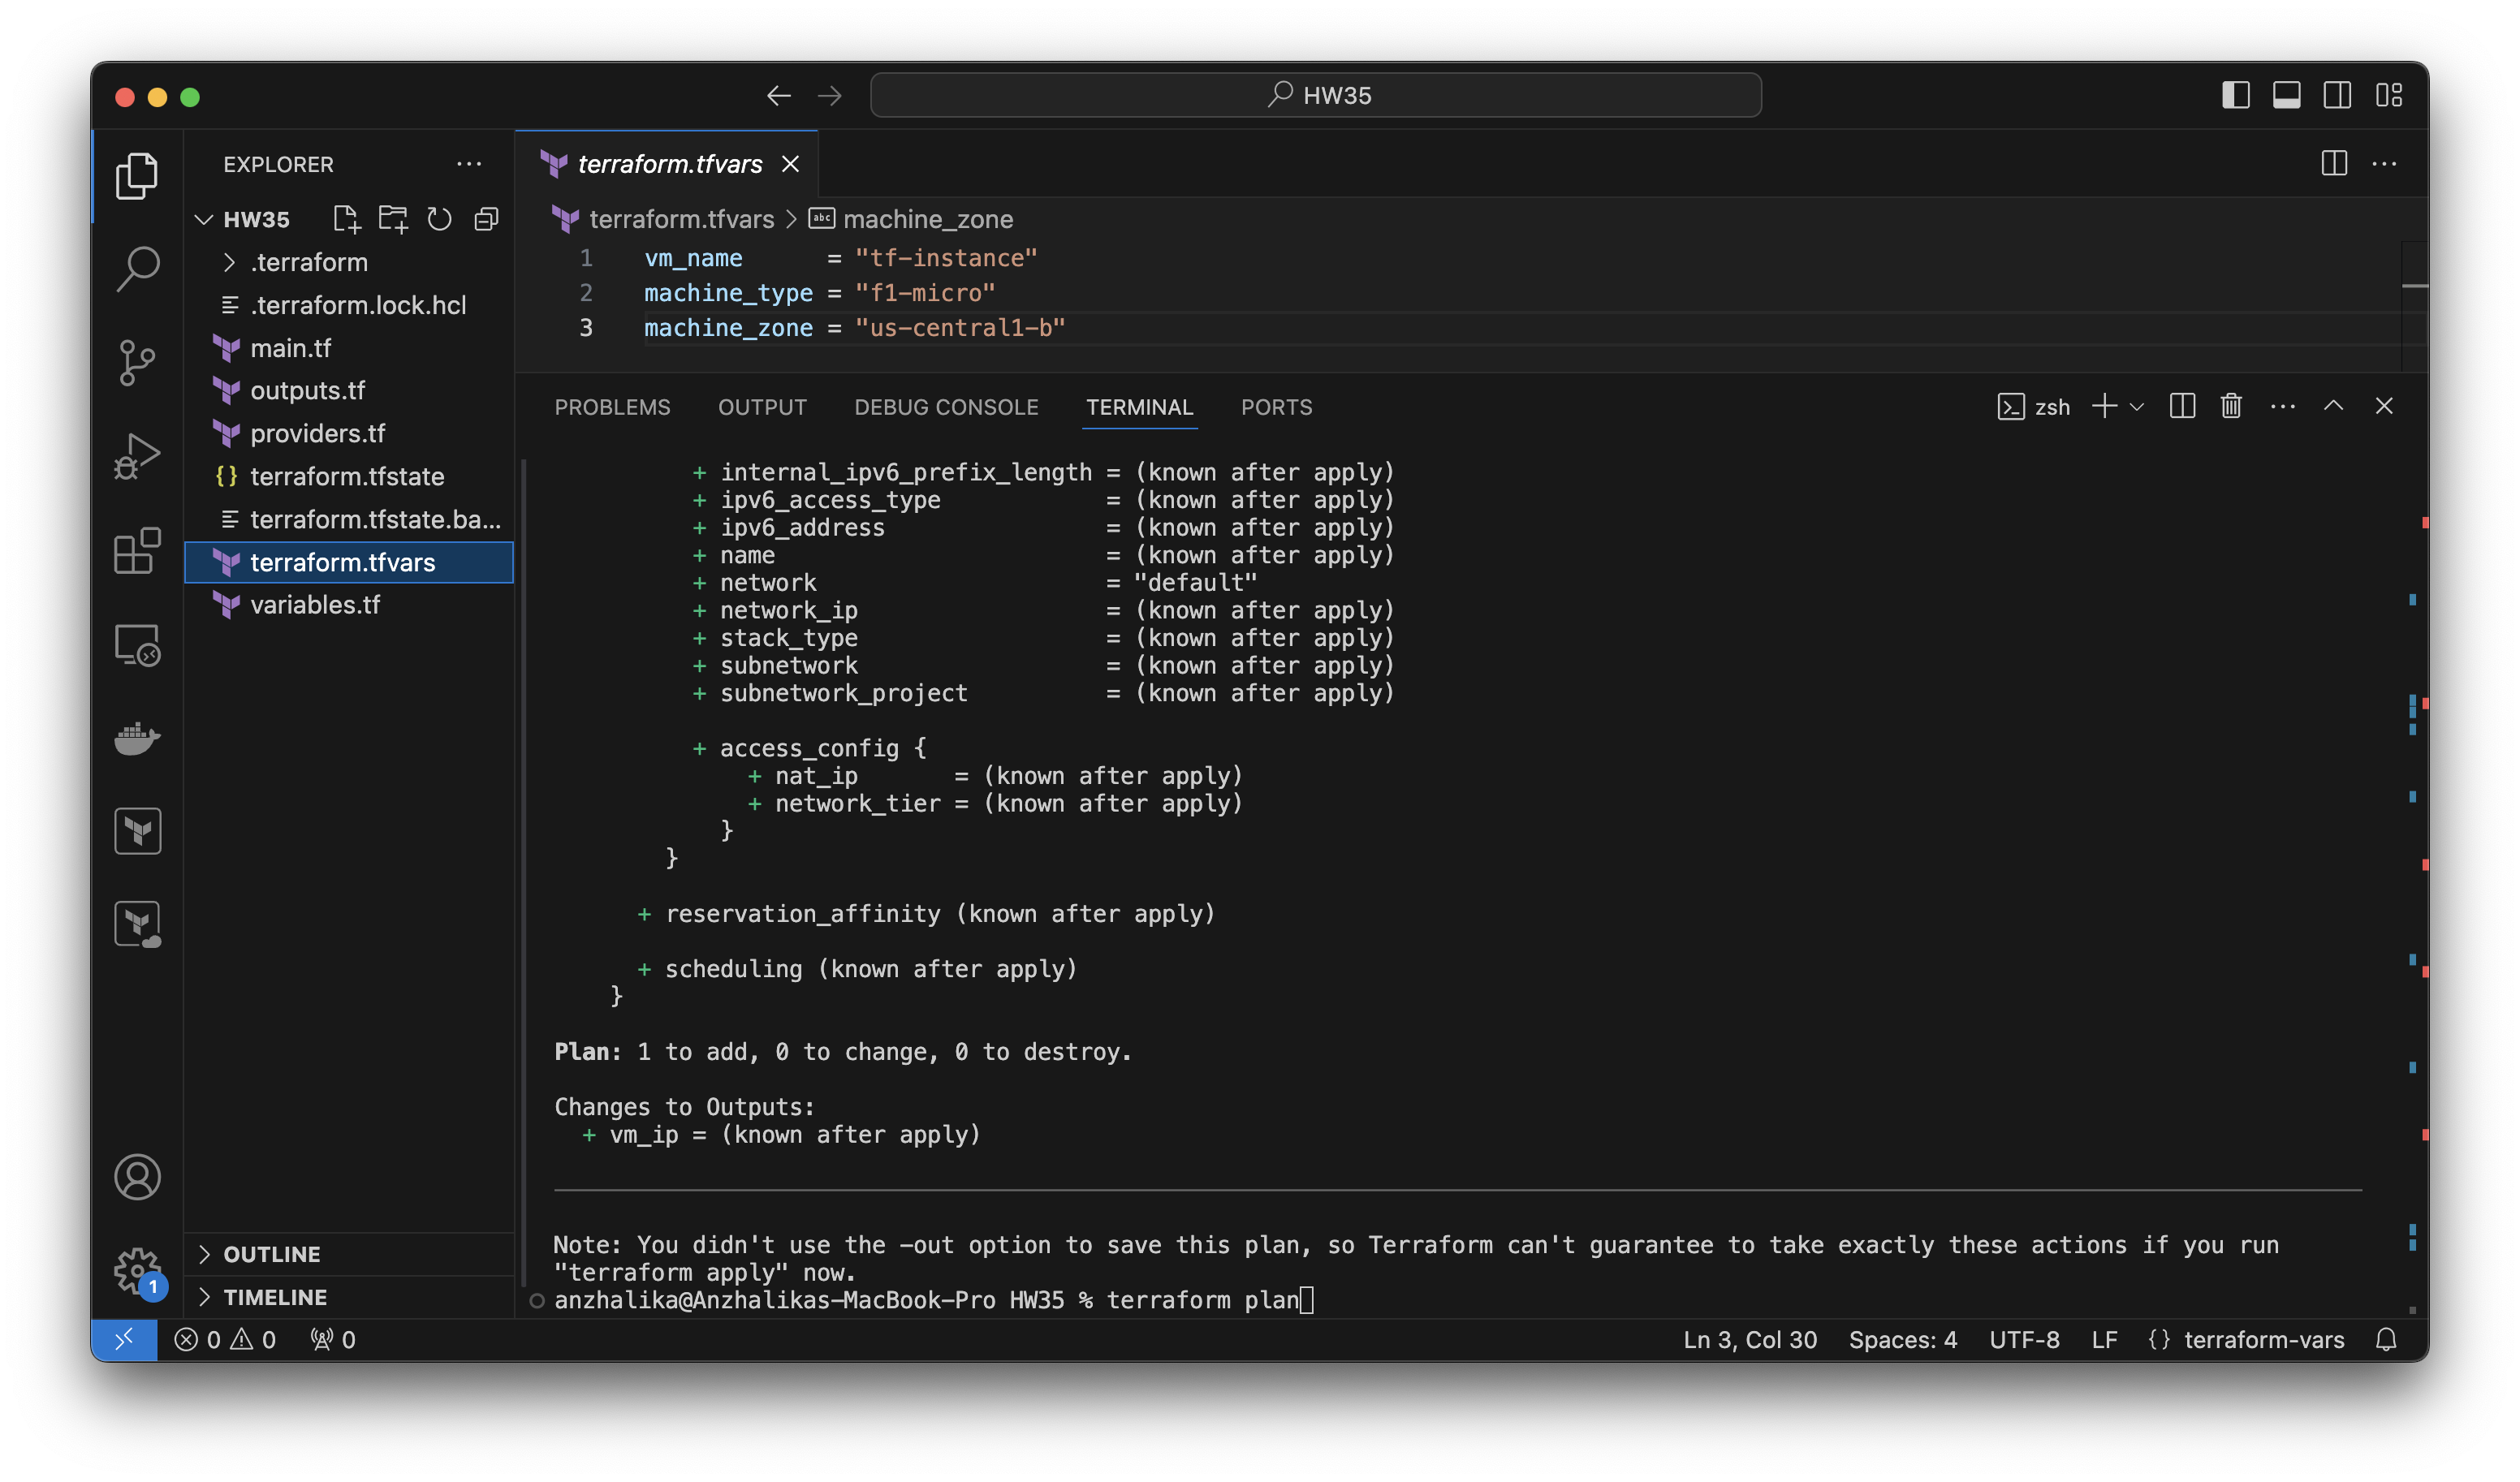 HW35
EXPLORER
HW35
.terraform
.terraform.lock.hcl
main.tf
outputs.tf
providers.tf
terraform.tfstate
terraform.tfstate.ba...
terraform.tfvars
variables.tf
OUTLINE
TIMELINE
1
terraform.tfvars
terraform.tfvars > abc machine_zone
1 vm_name      = "tf-instance"
2 machine_type = "f1-micro"
3 machine_zone = "us-central1-b"
PROBLEMS OUTPUT DEBUG CONSOLE TERMINAL PORTS zsh
+ internal_ipv6_prefix_length = (known after apply)
+ ipv6_access_type            = (known after apply)
+ ipv6_address                = (known after apply)
+ name                        = (known after apply)
+ network                     = "default"
+ network_ip                  = (known after apply)
+ stack_type                  = (known after apply)
+ subnetwork                  = (known after apply)
+ subnetwork_project          = (known after apply)
+ access_config {
+ nat_ip       = (known after apply)
+ network_tier = (known after apply)
}
}
+ reservation_affinity (known after apply)
+ scheduling (known after apply)
}
Plan: 1 to add, 0 to change, 0 to destroy.
Changes to Outputs:
+ vm_ip = (known after apply)
Note: You didn't use the -out option to save this plan, so Terraform can't guarantee to take exactly these actions if you run
"terraform apply" now.
anzhalika@Anzhalikas-MacBook-Pro HW35 % terraform plan
0 0 0 Ln 3, Col 30 Spaces: 4 UTF-8 LF {} terraform-vars